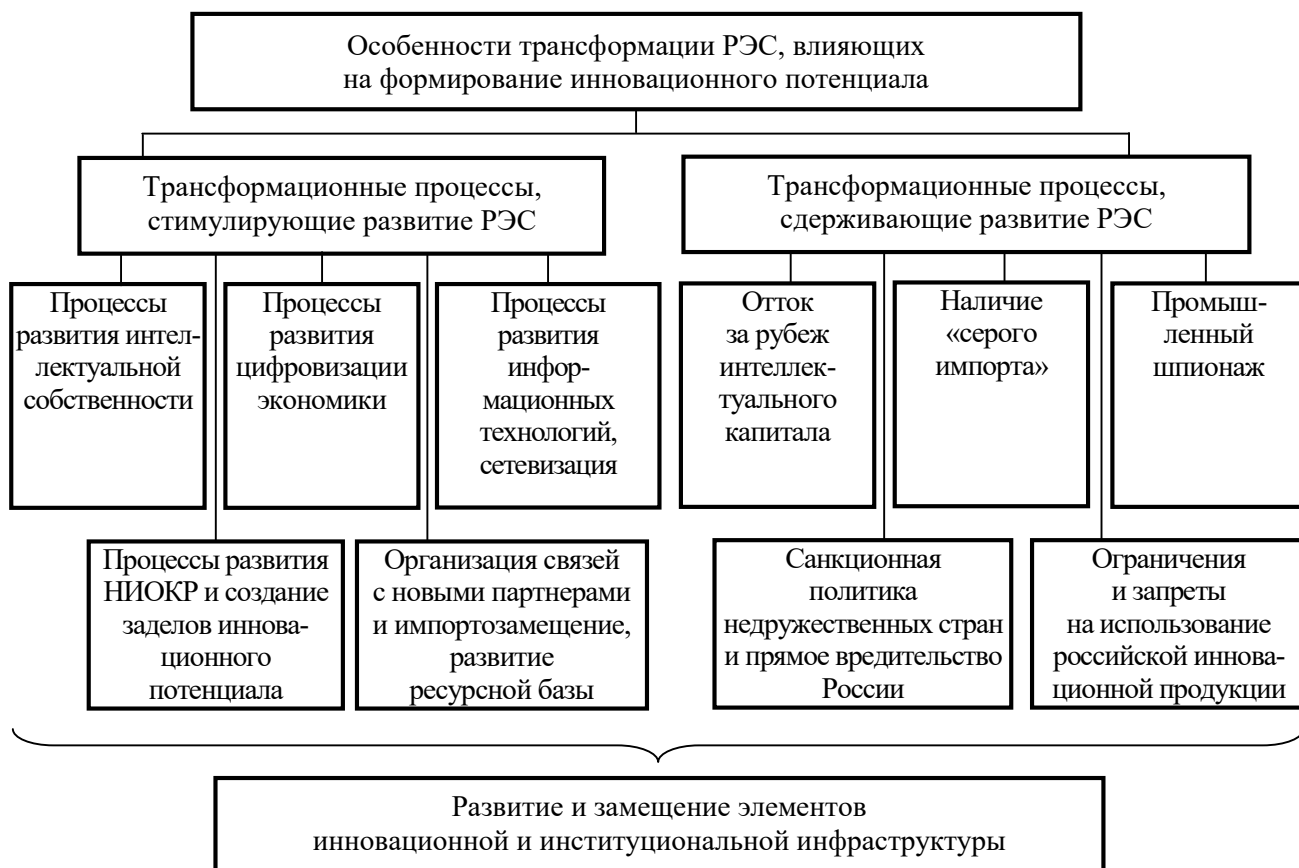 Особенности трансформации РЭС, влияющих
на формирование инновационного потенциала
Трансформационные процессы,
стимулирующие развитие РЭС
Трансформационные процессы,
сдерживающие развитие РЭС
Процессы
развития интел-
лектуальной
собственности
Процессы
развития
цифровизации
экономики
Процессы
развития
инфор-
мационных
технологий,
сетевизация
Отток
за рубеж
интеллек-
туального
капитала
Наличие
«серого
импорта»
Промыш-
ленный
шпионаж
Процессы развития
НИОКР и создание
заделов иннова-
ционного
потенциала
Организация связей
с новыми партнерами
и импортозамещение,
развитие
ресурсной базы
Санкционная
политика
недружественных стран
и прямое вредительство
России
Ограничения
и запреты
на использование
российской иннова-
ционной продукции
Развитие и замещение элементов
инновационной и институциональной инфраструктуры